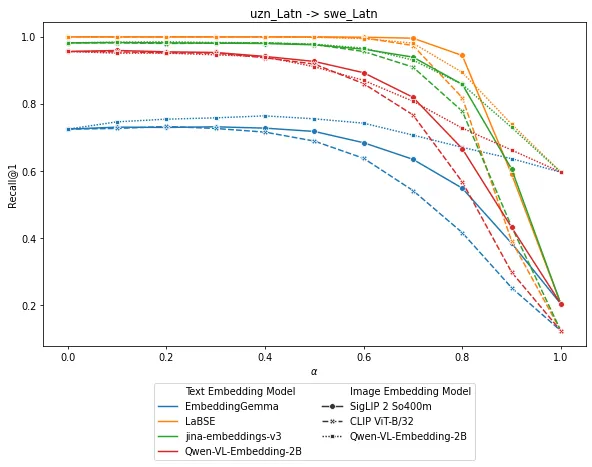 uzn_Latn -> swe_Latn
Recall@1
1.0
0.8
0.6
0.4
0.2
0.0 0.2 0.4 0.6 0.8 1.0
α
Text Embedding Model
EmbeddingGemma
LaBSE
jina-embeddings-v3
Qwen-VL-Embedding-2B
Image Embedding Model
SigLIP 2 So400m
CLIP ViT-B/32
Qwen-VL-Embedding-2B